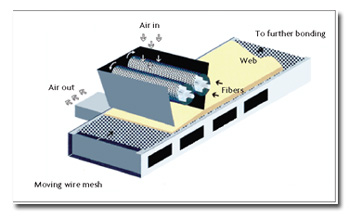 Air in
To further bonding
Web
Air out
Fibers
Moving wire mesh